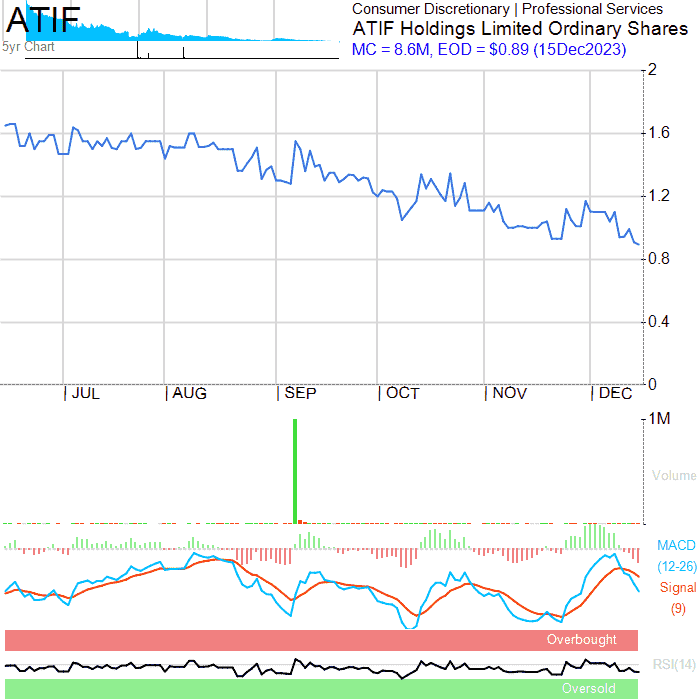 ATIF
5yr Chart
Consumer Discretionary | Professional Services
ATIF Holdings Limited Ordinary Shares
MC = 8.6M, EOD = $0.89 (15Dec2023)
2
1.6
1.2
0.8
0.4
0
JUL AUG SEP OCT NOV DEC
1M
Volume
MACD
(12-26)
Signal
(9)
Overbought
RSI(14)
Oversold